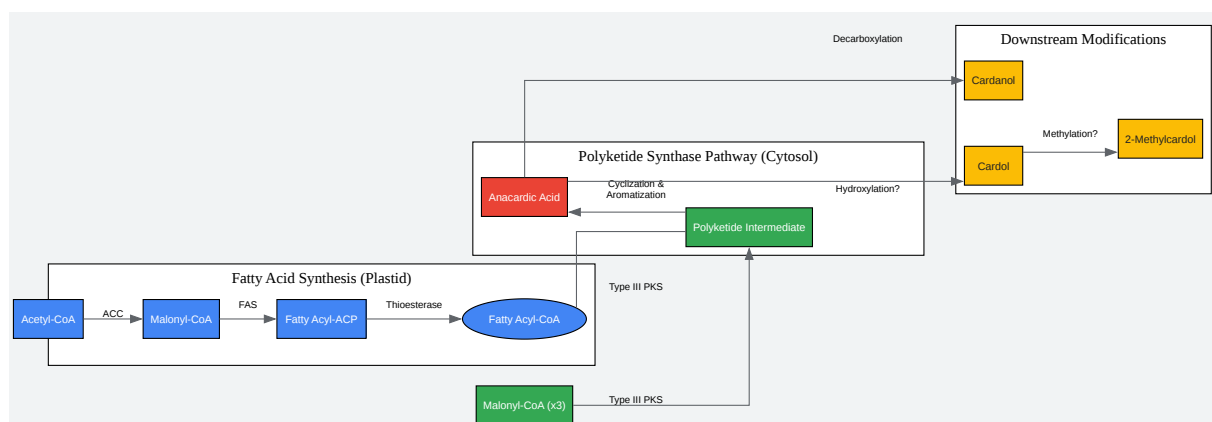 Decarboxylation
Downstream Modifications
Cardanol
Methylation?
2-Methylcardol
Cardol
Polyketide Synthase Pathway (Cytosol)
Anacardic Acid
Cyclization &
Aromatization
Hydroxylation?
Polyketide Intermediate
Fatty Acid Synthesis (Plastid)
Type III PKS
Acetyl-CoA
ACC
Malonyl-CoA
FAS
Fatty Acyl-ACP
Thioesterase
Fatty Acyl-CoA
Malonyl-CoA (x3)
Type III PKS